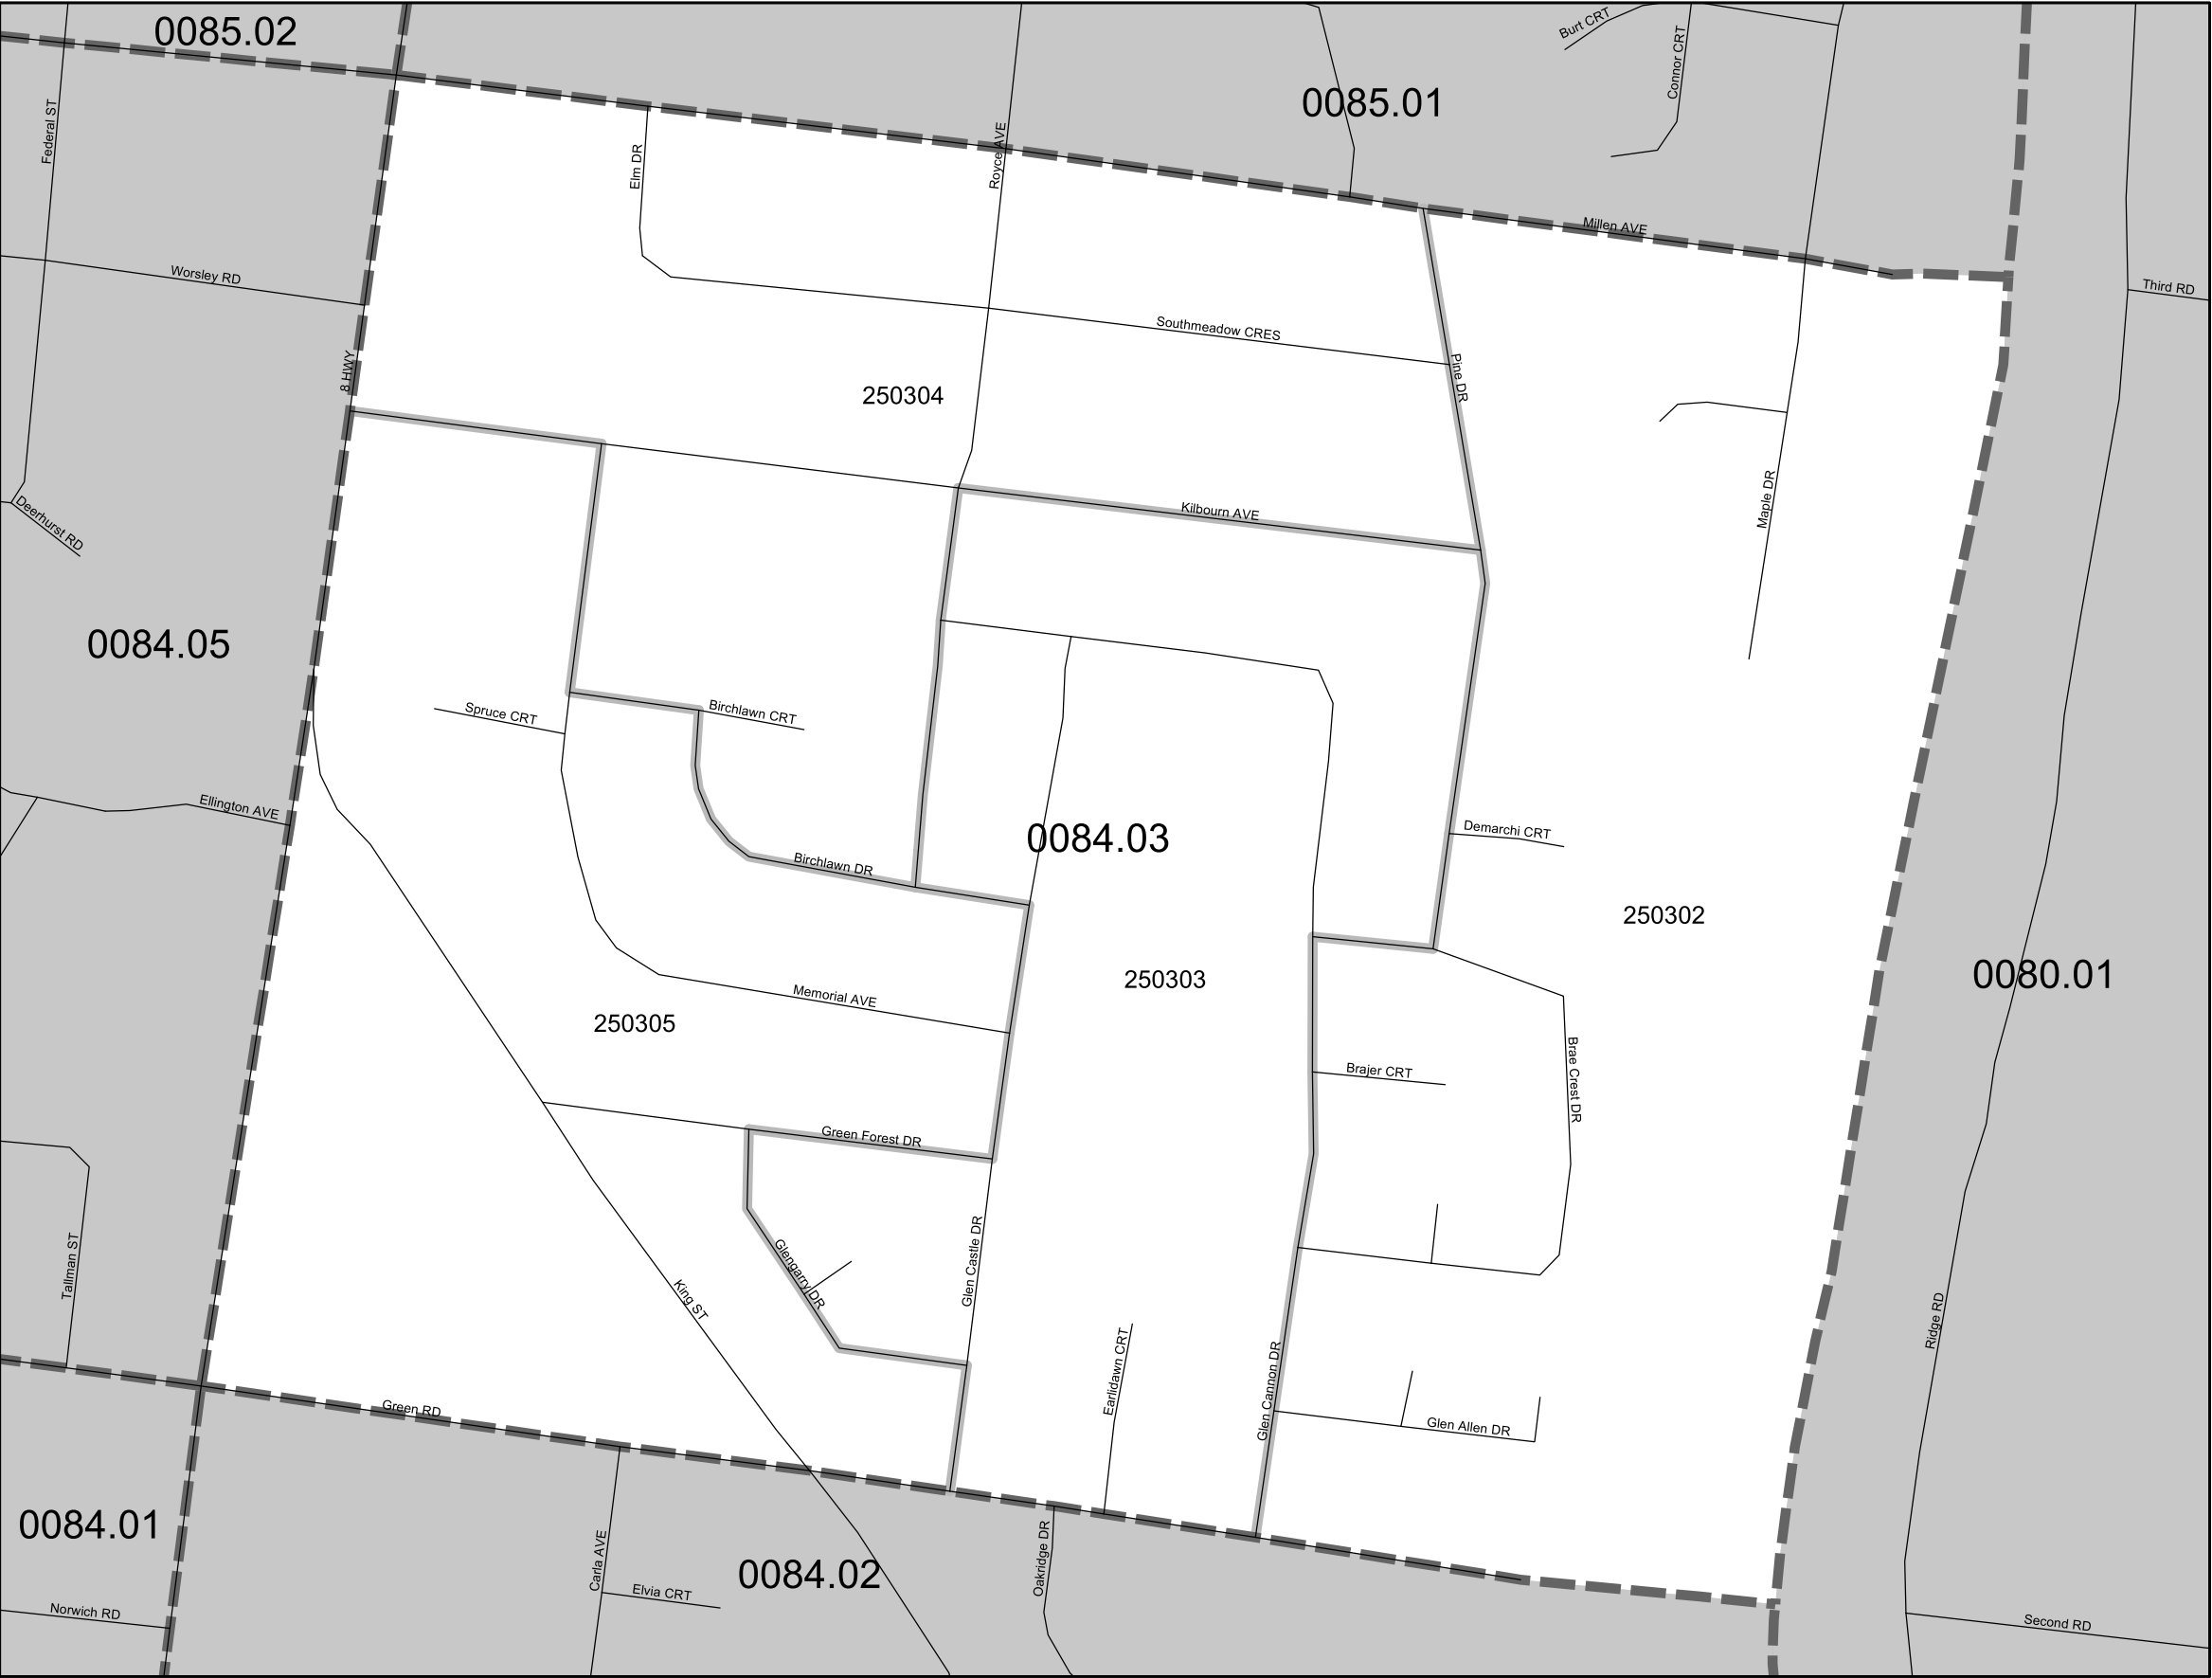 0085.02
Burt CRT
Connor CRT
0085.01
Federal ST
Royce AVE
Elm DR
Millen AVE
Worsley RD
Third RD
Southmeadow CRES
8 HWY
Pine DR
250304
Maple DR
Kilbourn AVE
Deerhurst RD
0084.05
Spruce CRT
Birchlawn CRT
Ellington AVE
0084.03
Demarchi CRT
Birchlawn DR
250302
0080.01
250303
Memorial AVE
250305
Brae Crest DR
Brajer CRT
Green Forest DR
Tallman ST
Glengarry DR
Glen Castle DR
King ST
Ridge RD
Earlidawn CRT
Glen Cannon DR
Green RD
Glen Allen DR
0084.01
Carla AVE
0084.02
Oakridge DR
Elvia CRT
Norwich RD
Second RD